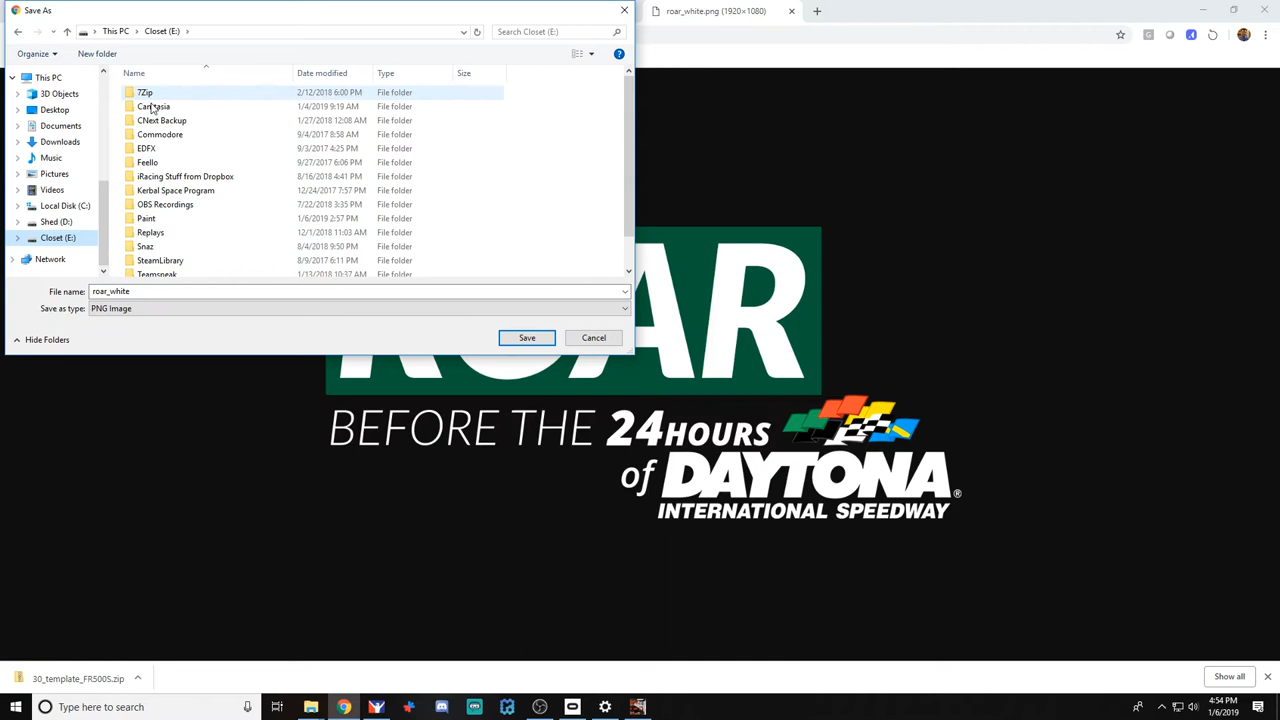 Save As
roar_white.png (1920×1080)
This PC
Closet (E:)
Search Closet (E:)
Organize
New folder
Name
Date modified
Type
Size
This PC
3D Objects
Desktop
Documents
Downloads
Music
Pictures
Videos
Local Disk (C:)
Shed (D:)
Closet (E:)
Network
7Zip 2/12/2018 6:00 PM File folder
Camtasia 1/4/2019 9:19 AM File folder
CNext Backup 1/27/2018 12:08 AM File folder
Commodore 9/4/2017 8:58 AM File folder
EDFX 9/3/2017 4:25 PM File folder
Feello 9/27/2017 6:06 PM File folder
iRacing Stuff from Dropbox 8/16/2018 4:41 PM File folder
Kerbal Space Program 12/24/2017 7:57 PM File folder
OBS Recordings 7/22/2018 3:35 PM File folder
Paint 1/6/2019 2:57 PM File folder
Replays 12/1/2018 11:03 AM File folder
Snaz 8/4/2018 9:50 PM File folder
SteamLibrary 8/9/2017 6:11 PM File folder
Teamspeak 1/13/2018 10:37 AM File folder
File name: roar_white
Save as type: PNG Image
Hide Folders
Save
Cancel
ROAR
BEFORE THE 24 HOURS
of DAYTONA®
INTERNATIONAL SPEEDWAY
30_template_FR500S.zip
Show all
Type here to search
4:54 PM
1/6/2019